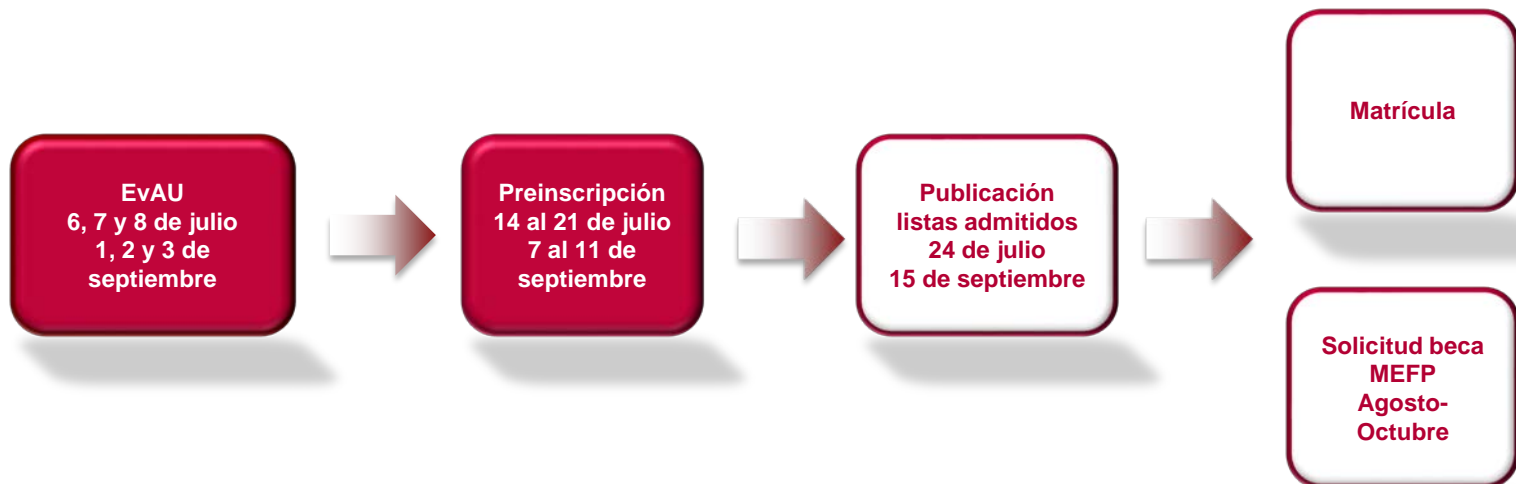 EvAU
6, 7 y 8 de julio
1, 2 y 3 de
septiembre
Preinscripción
14 al 21 de julio
7 al 11 de
septiembre
Publicación
listas admitidos
24 de julio
15 de septiembre
Matrícula
Solicitud beca
MEFP
Agosto-
Octubre